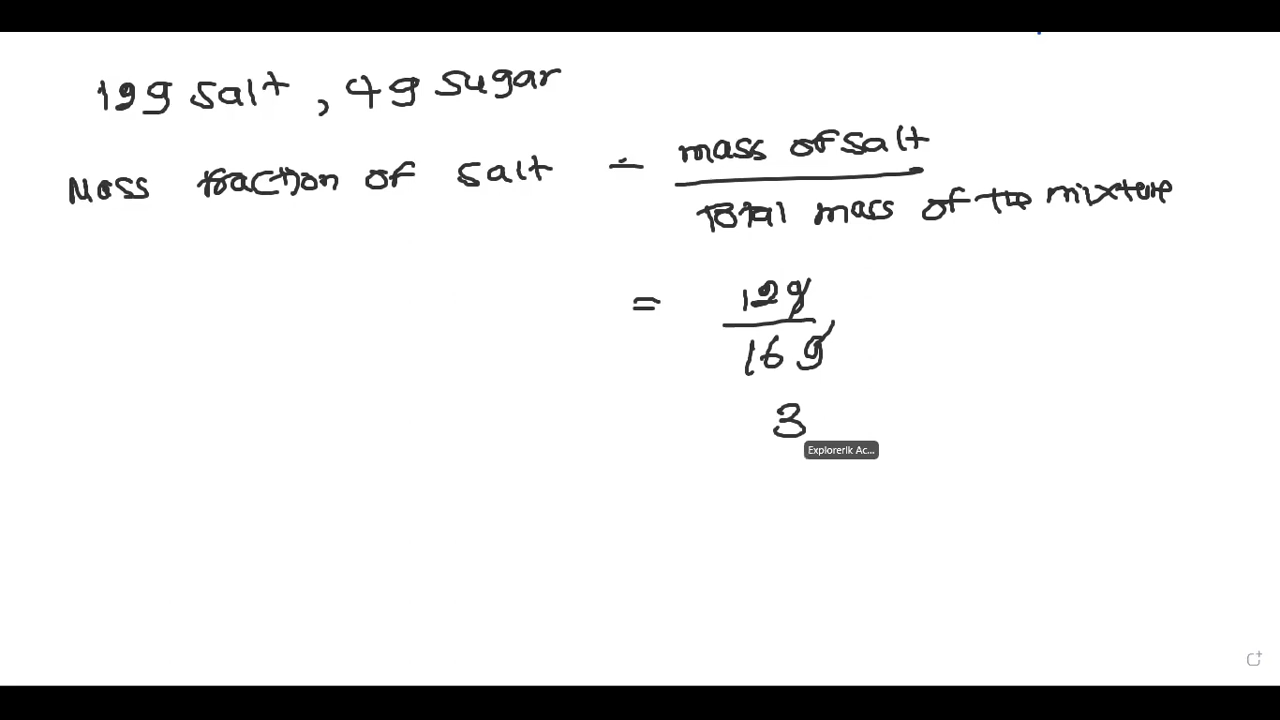 12g salt, 4g sugar
Mass fraction of salt = mass of salt
Total mass of the mixture
= 12g
16g
3
Explorerik Ac...